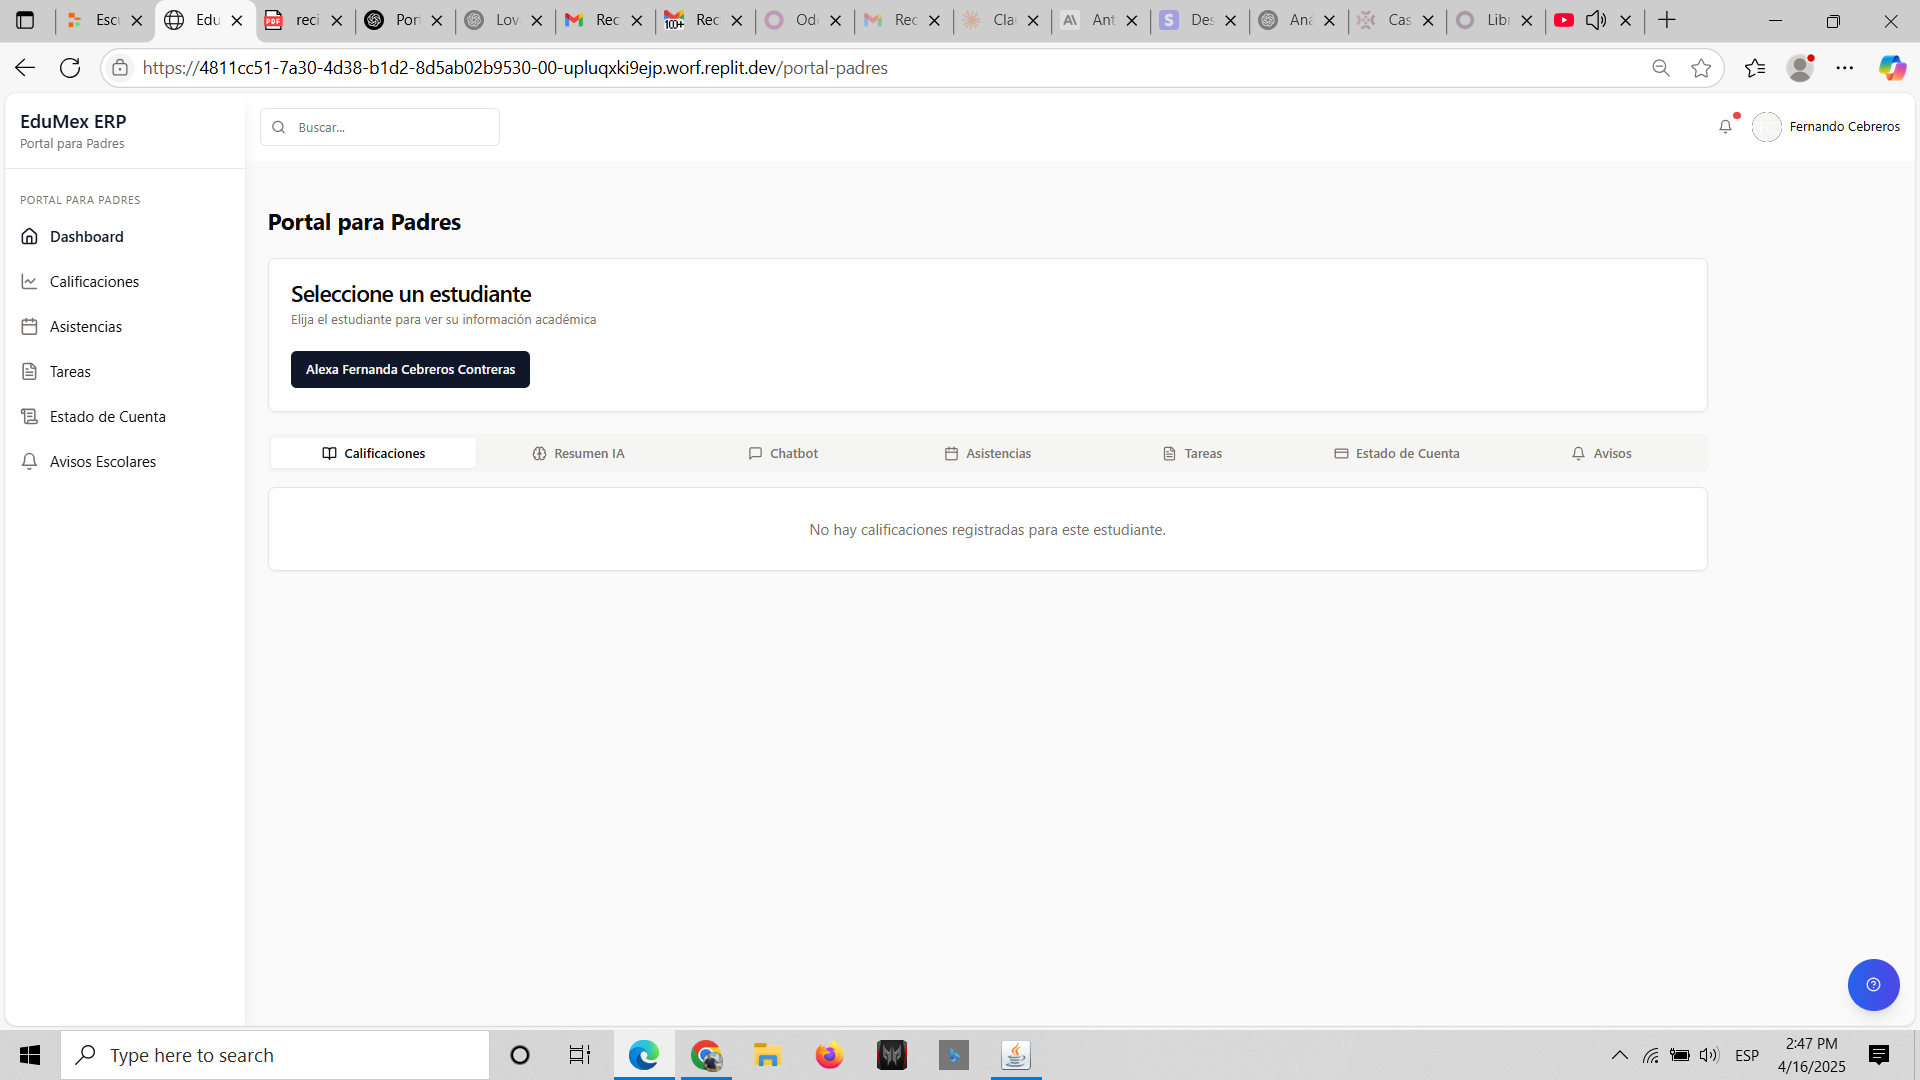 Escu
Edu
reci
Port
Lov
Rec
Rec
Odo
Rec
Cla
Ant
Des
Aná
Cas
Libr
https://4811cc51-7a30-4d38-b1d2-8d5ab02b9530-00-upluqxki9ejp.worf.replit.dev/portal-padres
EduMex ERP
Portal para Padres
Buscar...
Fernando Cebreros
PORTAL PARA PADRES
Dashboard
Calificaciones
Asistencias
Tareas
Estado de Cuenta
Avisos Escolares
Portal para Padres
Seleccione un estudiante
Elija el estudiante para ver su información académica
Alexa Fernanda Cebreros Contreras
Calificaciones
Resumen IA
Chatbot
Asistencias
Tareas
Estado de Cuenta
Avisos
No hay calificaciones registradas para este estudiante.
Type here to search
ESP
2:47 PM
4/16/2025